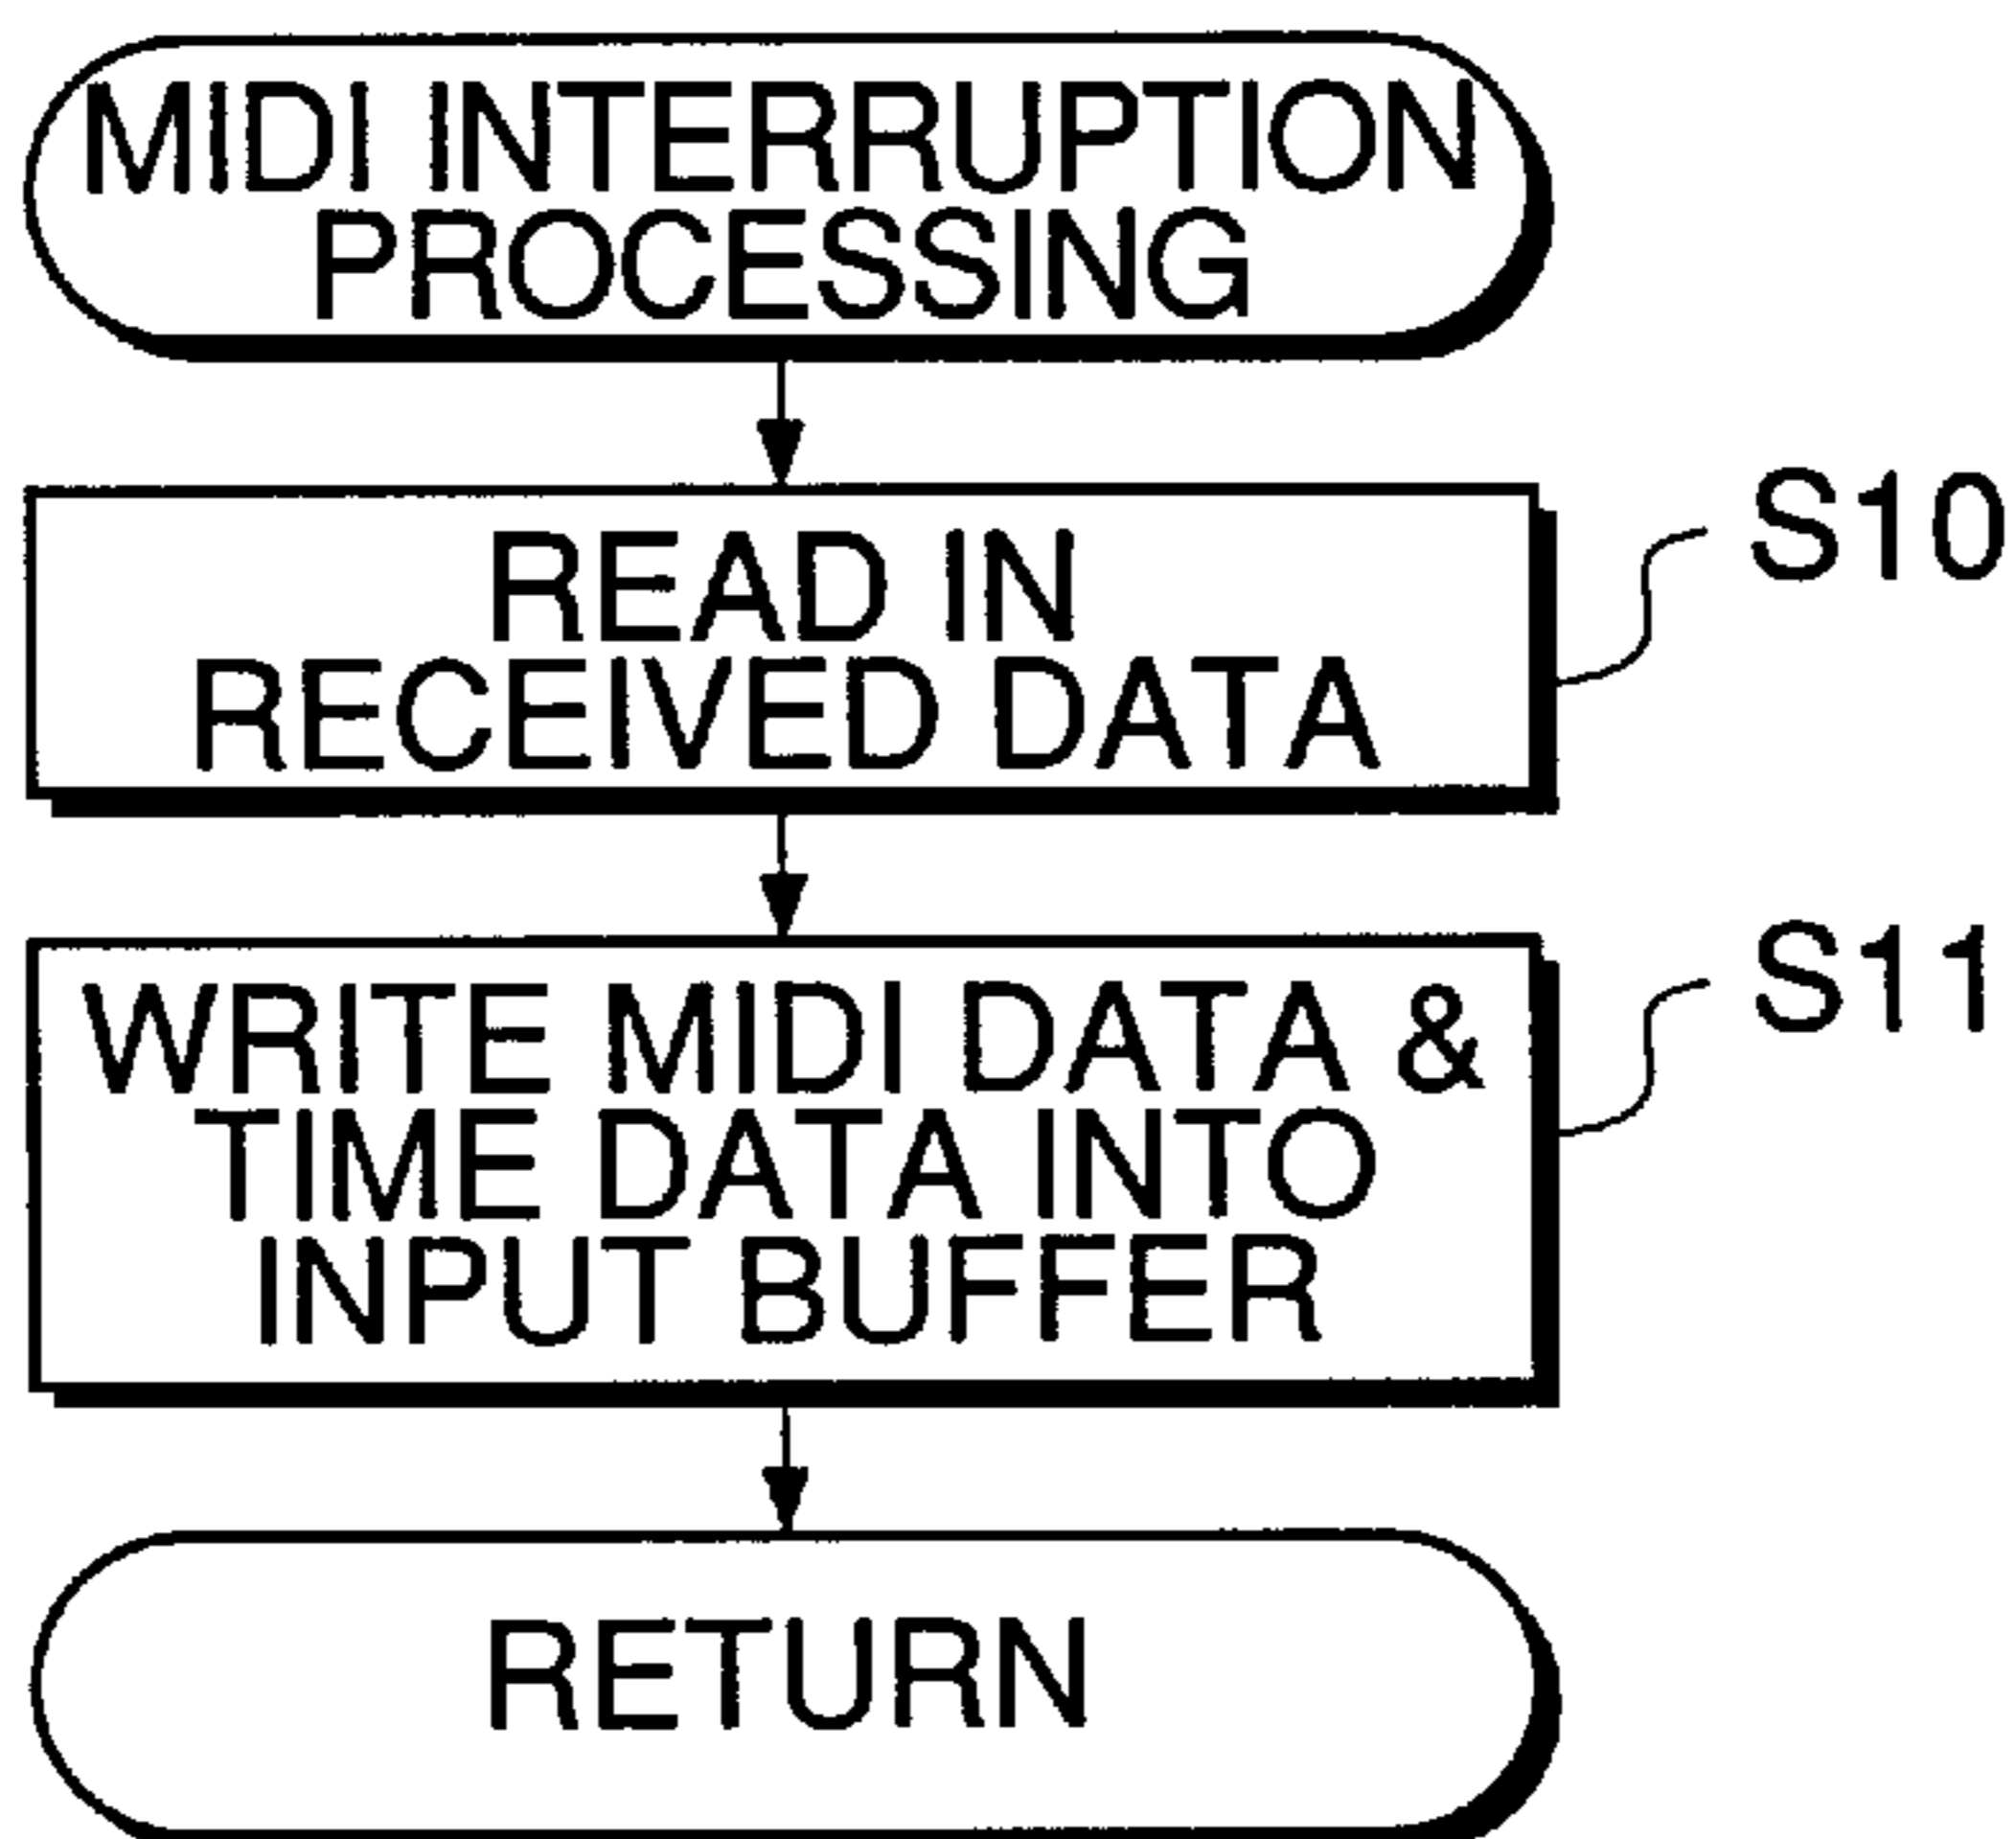 MIDI INTERRUPTION
PROCESSING
READ IN
RECEIVED DATA
S10
WRITE MIDI DATA &
TIME DATA INTO
INPUT BUFFER
S11
RETURN